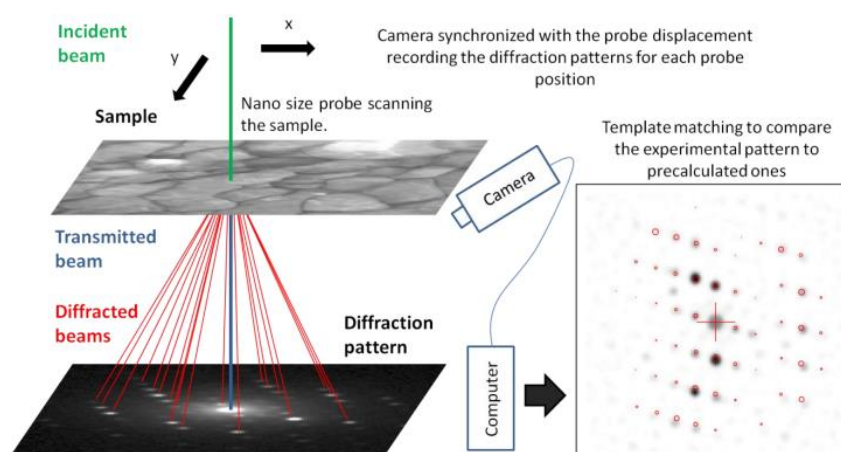 Incident
beam
x
y
Camera synchronized with the probe displacement
recording the diffraction patterns for each probe
position
Nano size probe scanning
the sample.
Sample
Template matching to compare
the experimental pattern to
precalculated ones
Camera
Transmitted
beam
Diffracted
beams
Diffraction
pattern
Computer